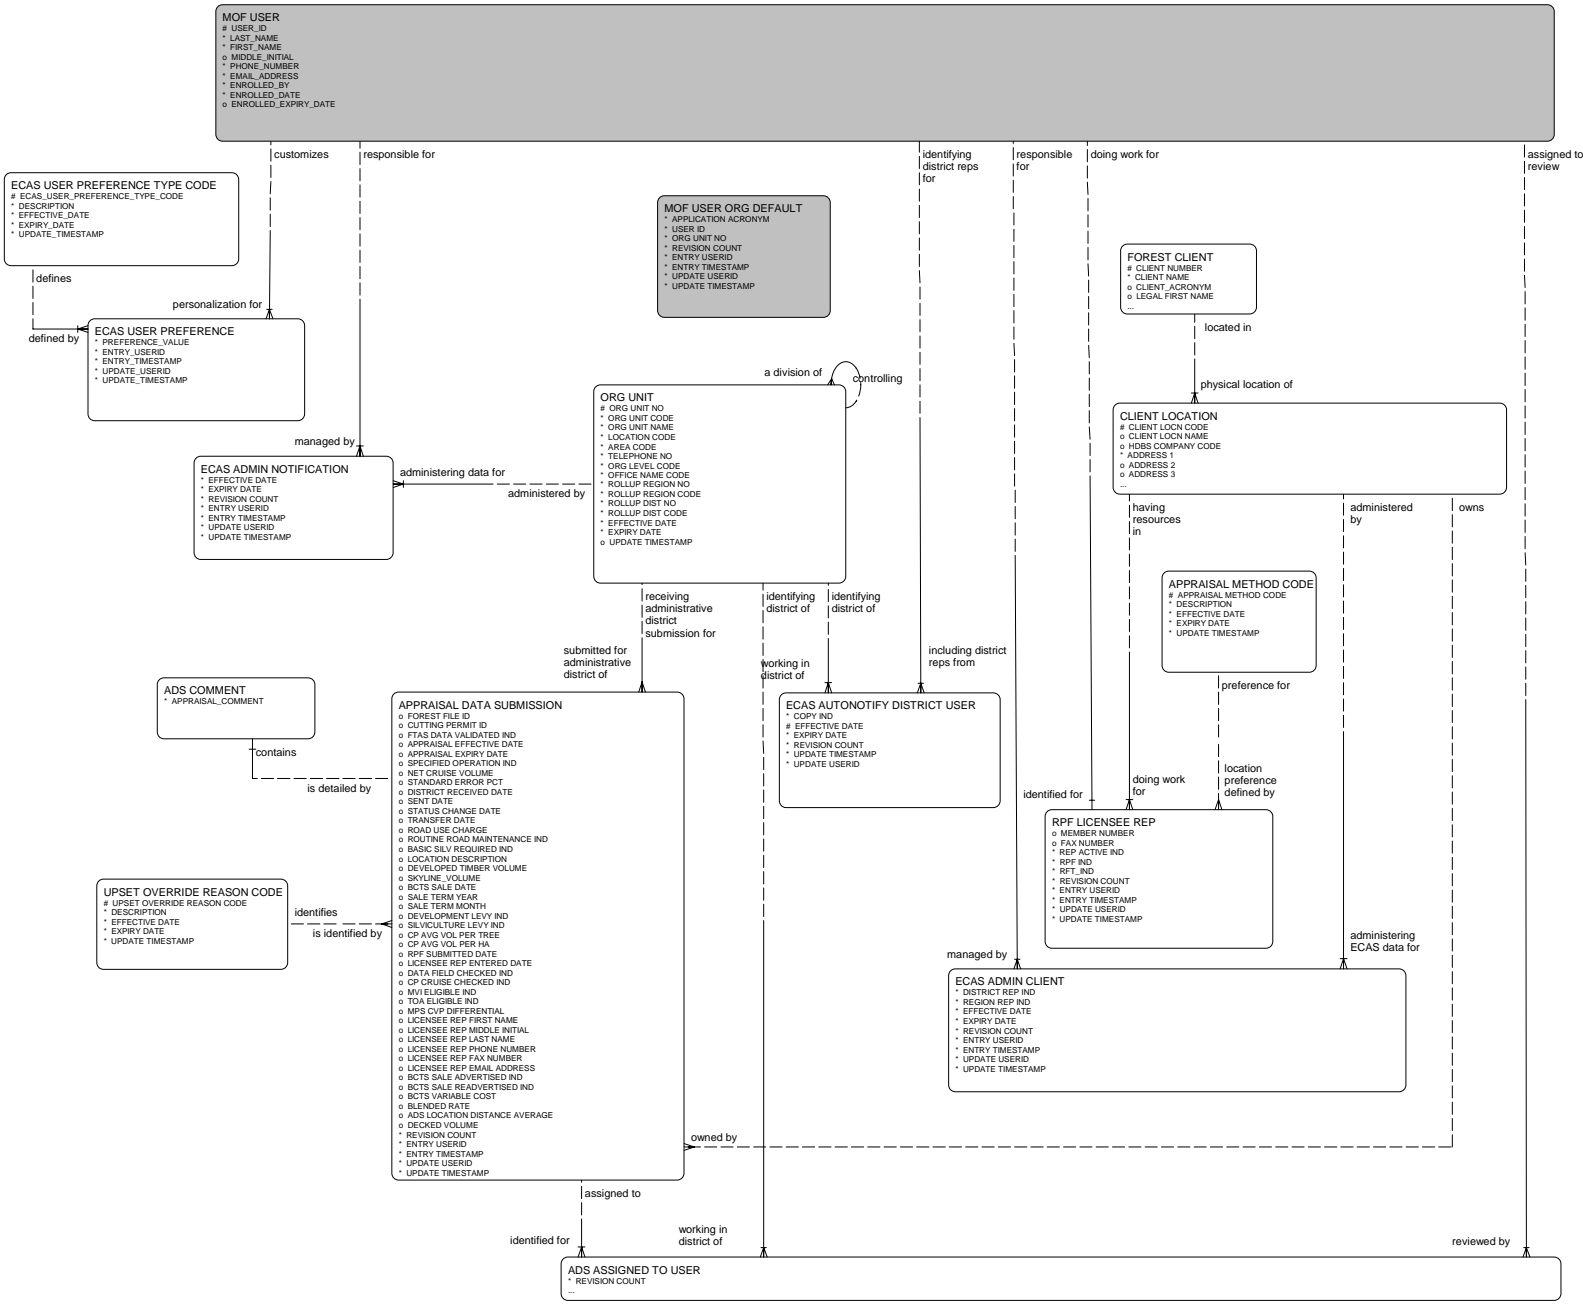 MOF USER
# USER_ID
* LAST_NAME
* FIRST_NAME
o MIDDLE_INITIAL
* PHONE_NUMBER
* EMAIL_ADDRESS
* ENROLLED_BY
* ENROLLED_DATE
o ENROLLED_EXPIRY_DATE
customizes
responsible for
identifying
district reps
for
responsible
for
doing work for
assigned to
review
ECAS USER PREFERENCE TYPE CODE
# ECAS_USER_PREFERENCE_TYPE_CODE
* DESCRIPTION
* EFFECTIVE_DATE
* EXPIRY_DATE
* UPDATE_TIMESTAMP
defines
defined by
personalization for
MOF USER ORG DEFAULT
* APPLICATION ACRONYM
* USER ID
* ORG UNIT NO
* REVISION COUNT
* ENTRY USERID
* ENTRY TIMESTAMP
* UPDATE USERID
* UPDATE TIMESTAMP
FOREST CLIENT
# CLIENT NUMBER
* CLIENT NAME
o CLIENT_ACRONYM
o LEGAL FIRST NAME
...
located in
physical location of
ECAS USER PREFERENCE
* PREFERENCE_VALUE
* ENTRY_USERID
* ENTRY_TIMESTAMP
* UPDATE_USERID
* UPDATE_TIMESTAMP
a division of
controlling
ORG UNIT
# ORG UNIT NO
* ORG UNIT CODE
* ORG UNIT NAME
* LOCATION CODE
* AREA CODE
* TELEPHONE NO
* ORG LEVEL CODE
* OFFICE NAME CODE
* ROLLUP REGION NO
* ROLLUP REGION CODE
* ROLLUP DIST NO
* ROLLUP DIST CODE
* EFFECTIVE DATE
* EXPIRY DATE
o UPDATE TIMESTAMP
CLIENT LOCATION
# CLIENT LOCN CODE
o CLIENT LOCN NAME
o HDBS COMPANY CODE
* ADDRESS 1
o ADDRESS 2
o ADDRESS 3
...
managed by
ECAS ADMIN NOTIFICATION
* EFFECTIVE DATE
* EXPIRY DATE
* REVISION COUNT
* ENTRY USERID
* ENTRY TIMESTAMP
* UPDATE USERID
* UPDATE TIMESTAMP
administering data for
administered by
having
resources
in
administered
by
owns
APPRAISAL METHOD CODE
# APPRAISAL METHOD CODE
* DESCRIPTION
* EFFECTIVE DATE
* EXPIRY DATE
* UPDATE TIMESTAMP
preference for
location
preference
defined by
receiving
administrative
district
submission for
identifying
district of
identifying
district of
submitted for
administrative
district of
working in
district of
including district
reps from
ADS COMMENT
* APPRAISAL_COMMENT
contains
is detailed by
APPRAISAL DATA SUBMISSION
o FOREST FILE ID
o CUTTING PERMIT ID
o FTAS DATA VALIDATED IND
o APPRAISAL EFFECTIVE DATE
o APPRAISAL EXPIRY DATE
o SPECIFIED OPERATION IND
o NET CRUISE VOLUME
o STANDARD ERROR PCT
o DISTRICT RECEIVED DATE
o SENT DATE
o STATUS CHANGE DATE
o TRANSFER DATE
o ROAD USE CHARGE
o ROUTINE ROAD MAINTENANCE IND
o BASIC SILV REQUIRED IND
o LOCATION DESCRIPTION
o DEVELOPED TIMBER VOLUME
o SKYLINE_VOLUME
o BCTS SALE DATE
o SALE TERM YEAR
o SALE TERM MONTH
o DEVELOPMENT LEVY IND
o SILVICULTURE LEVY IND
o CP AVG VOL PER TREE
o CP AVG VOL PER HA
o RPF SUBMITTED DATE
o LICENSEE REP ENTERED DATE
o DATA FIELD CHECKED IND
o CP CRUISE CHECKED IND
o MVI ELIGIBLE IND
o TOA ELIGIBLE IND
o MPS CVP DIFFERENTIAL
o LICENSEE REP FIRST NAME
o LICENSEE REP MIDDLE INITIAL
o LICENSEE REP LAST NAME
o LICENSEE REP PHONE NUMBER
o LICENSEE REP FAX NUMBER
o LICENSEE REP EMAIL ADDRESS
o BCTS SALE ADVERTISED IND
o BCTS SALE READVERTISED IND
o BCTS VARIABLE COST
o BLENDED RATE
o ADS LOCATION DISTANCE AVERAGE
o DECKED VOLUME
* REVISION COUNT
* ENTRY USERID
* ENTRY TIMESTAMP
* UPDATE USERID
* UPDATE TIMESTAMP
ECAS AUTONOTIFY DISTRICT USER
* COPY IND
# EFFECTIVE DATE
* EXPIRY DATE
* REVISION COUNT
* UPDATE TIMESTAMP
* UPDATE USERID
identified for
doing work
for
RPF LICENSEE REP
o MEMBER NUMBER
o FAX NUMBER
* REP ACTIVE IND
* RPF IND
* RFT_IND
* REVISION COUNT
* ENTRY USERID
* ENTRY TIMESTAMP
* UPDATE USERID
* UPDATE TIMESTAMP
UPSET OVERRIDE REASON CODE
# UPSET OVERRIDE REASON CODE
* DESCRIPTION
* EFFECTIVE DATE
* EXPIRY DATE
* UPDATE TIMESTAMP
identifies
is identified by
managed by
administering
ECAS data for
ECAS ADMIN CLIENT
* DISTRICT REP IND
* REGION REP IND
* EFFECTIVE DATE
* EXPIRY DATE
* REVISION COUNT
* ENTRY USERID
* ENTRY TIMESTAMP
* UPDATE USERID
* UPDATE TIMESTAMP
owned by
assigned to
identified for
working in
district of
reviewed by
ADS ASSIGNED TO USER
* REVISION COUNT
...